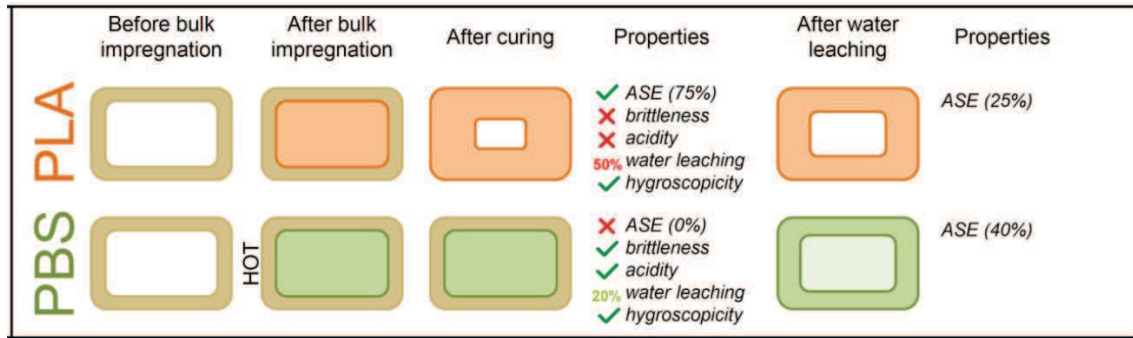 Before bulk
impregnation
After bulk
impregnation
After curing
Properties
After water
leaching
Properties
PLA
ASE (75%)
brittleness
acidity
50% water leaching
hygroscopicity
ASE (25%)
PBS
HOT
ASE (0%)
brittleness
acidity
20% water leaching
hygroscopicity
ASE (40%)